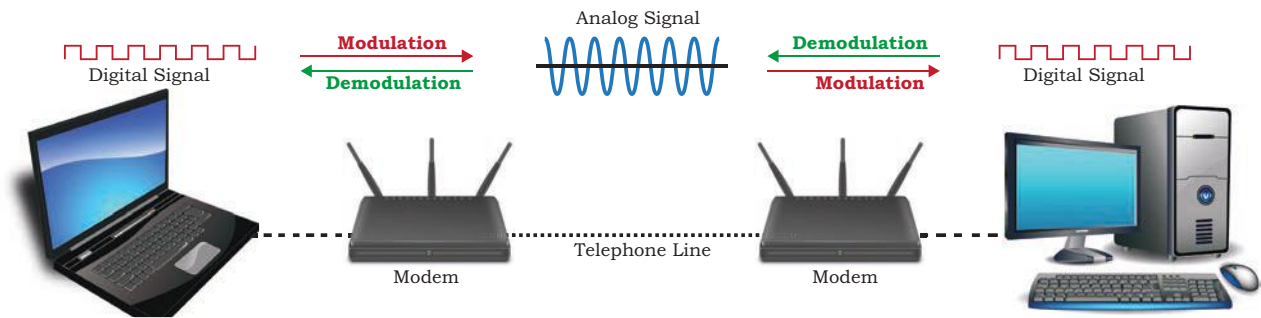 Analog Signal
Modulation
Demodulation
Digital Signal
Demodulation
Modulation
Digital Signal
Telephone Line
Modem
Modem